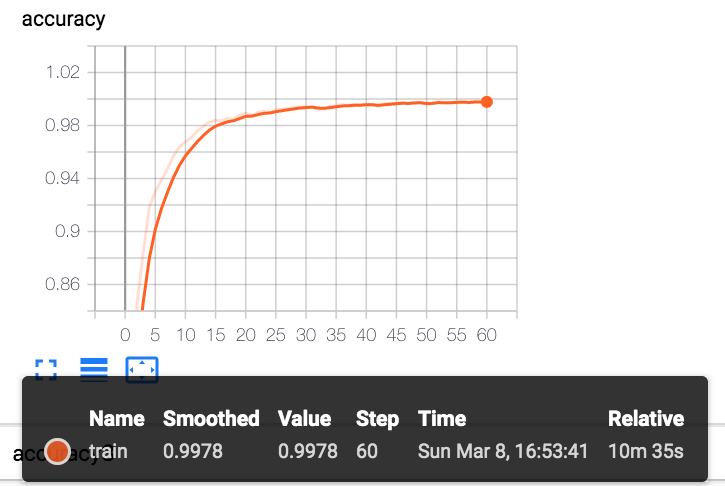 accuracy
1.02
0.98
0.94
0.9
0.86
0 5 10 15 20 25 30 35 40 45 50 55 60
Name Smoothed Value Step Time Relative
train 0.9978 0.9978 60 Sun Mar 8, 16:53:41 10m 35s